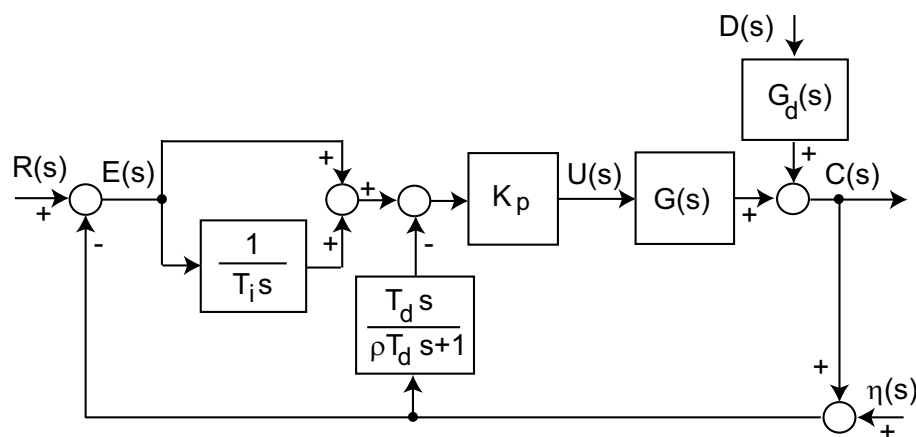 D(s)
G_d(s)
+
R(s)
E(s)
+
+
K_p
U(s)
G(s)
C(s)
+
+
-
1
T_i s
+
-
T_d s
ρT_d s+1
+
η(s)
+